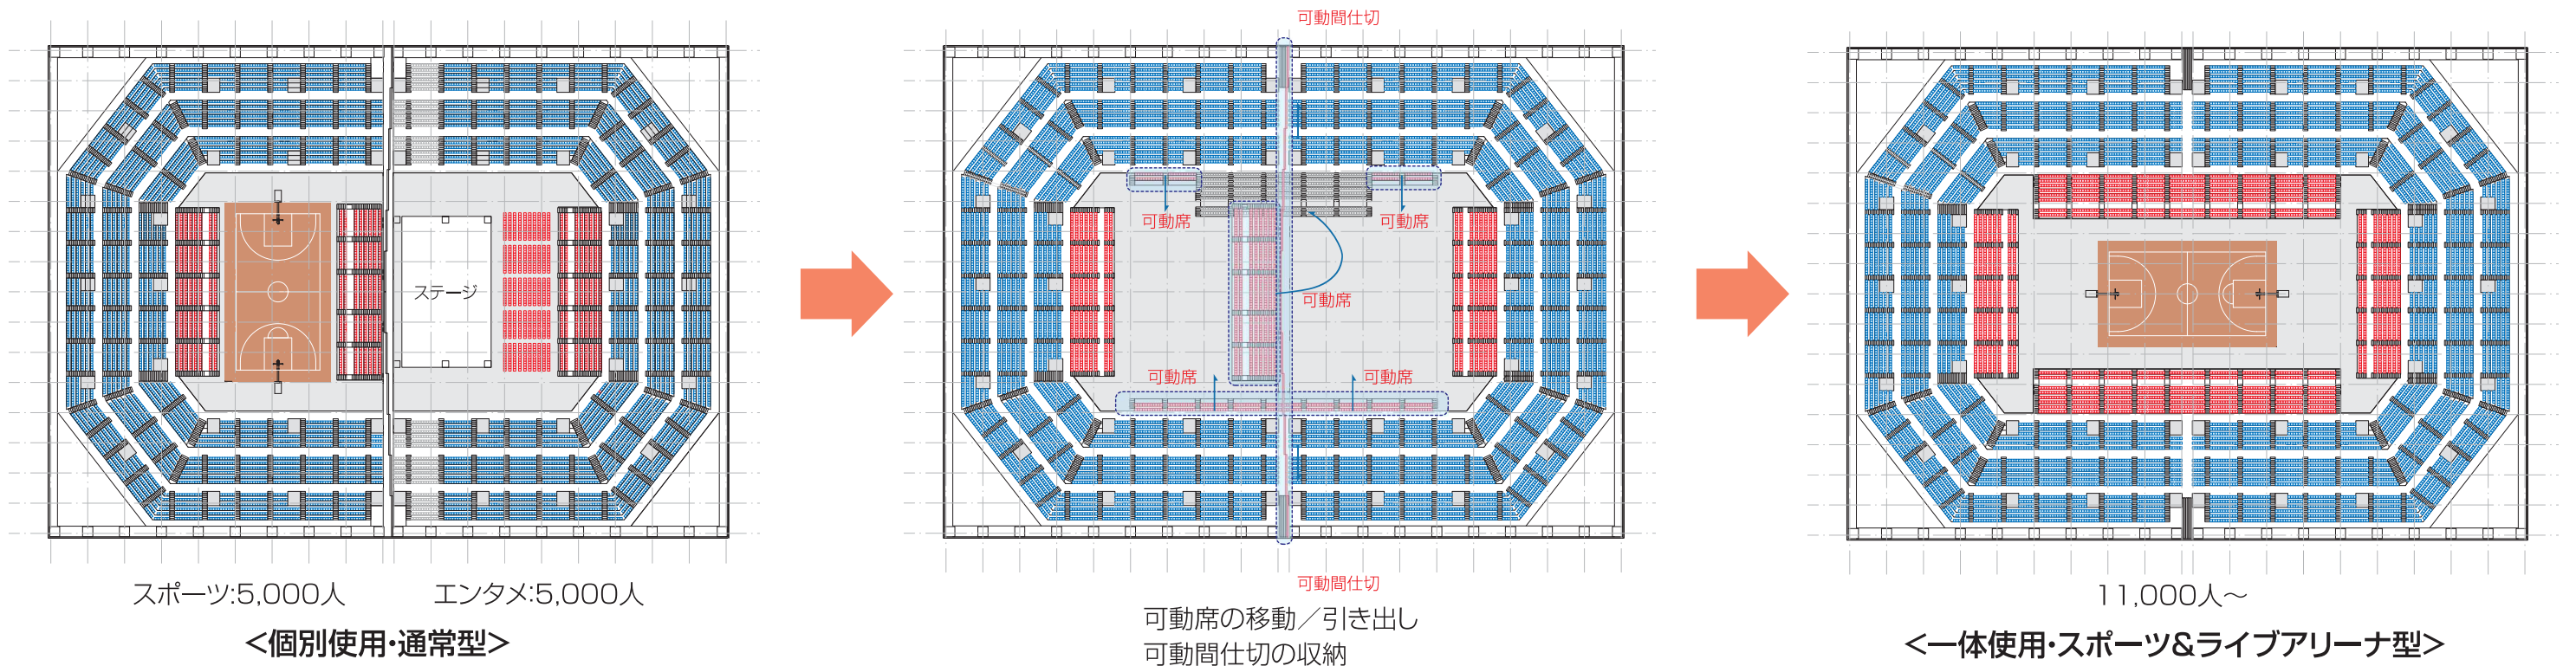 ステージ
スポーツ:5,000人
エンタメ:5,000人
<個別使用・通常型>
可動間仕切
可動席
可動席
可動席
可動席
可動席
可動間仕切
可動席の移動／引き出し
可動間仕切の収納
11,000人～
<一体使用・スポーツ&ライブアリーナ型>